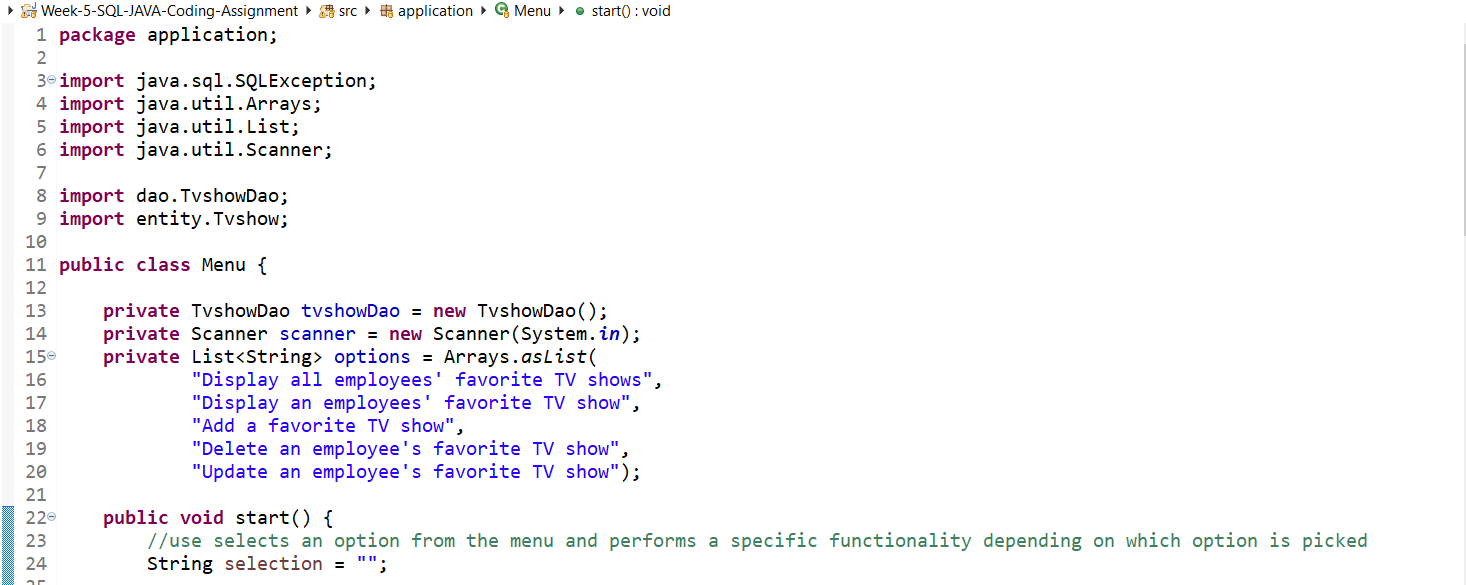 Week-5-SQL-JAVA-Coding-Assignment src application Menu start() : void
1 package application;
2
3 import java.sql.SQLException;
4 import java.util.Arrays;
5 import java.util.List;
6 import java.util.Scanner;
7
8 import dao.TvshowDao;
9 import entity.Tvshow;
10
11 public class Menu {
12
13     private TvshowDao tvshowDao = new TvshowDao();
14     private Scanner scanner = new Scanner(System.in);
15     private List<String> options = Arrays.asList(
16             "Display all employees' favorite TV shows",
17             "Display an employees' favorite TV show",
18             "Add a favorite TV show",
19             "Delete an employee's favorite TV show",
20             "Update an employee's favorite TV show");
21
22     public void start() {
23         //use selects an option from the menu and performs a specific functionality depending on which option is picked
24         String selection = "";